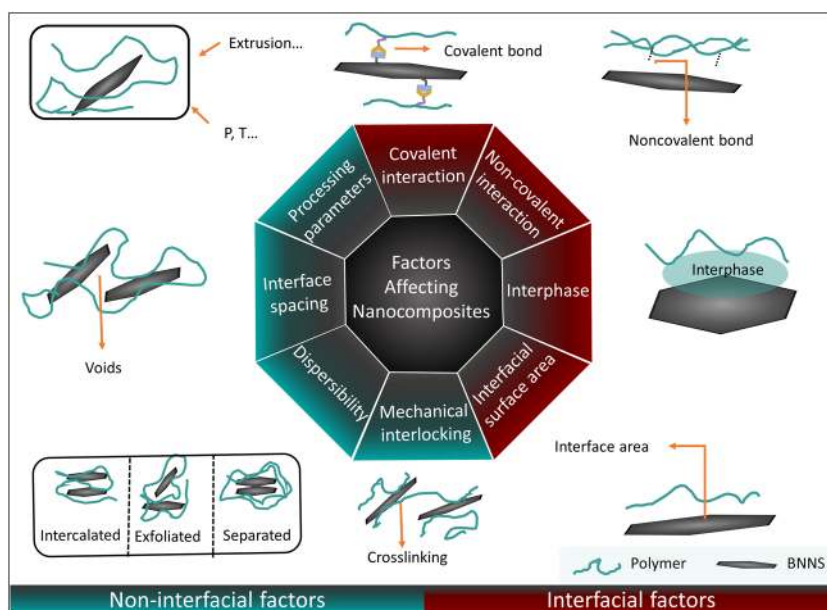 Extrusion...
P, T...
Covalent bond
Noncovalent bond
Processing
parameters
Covalent
interaction
Non-covalent
interaction
Interface
spacing
Factors
Affecting
Nanocomposites
Interphase
Interphase
Voids
Dispersibility
Mechanical
interlocking
Interfacial
surface area
Intercalated
Exfoliated
Separated
Crosslinking
Interface area
Polymer
BNNS
Non-interfacial factors
Interfacial factors